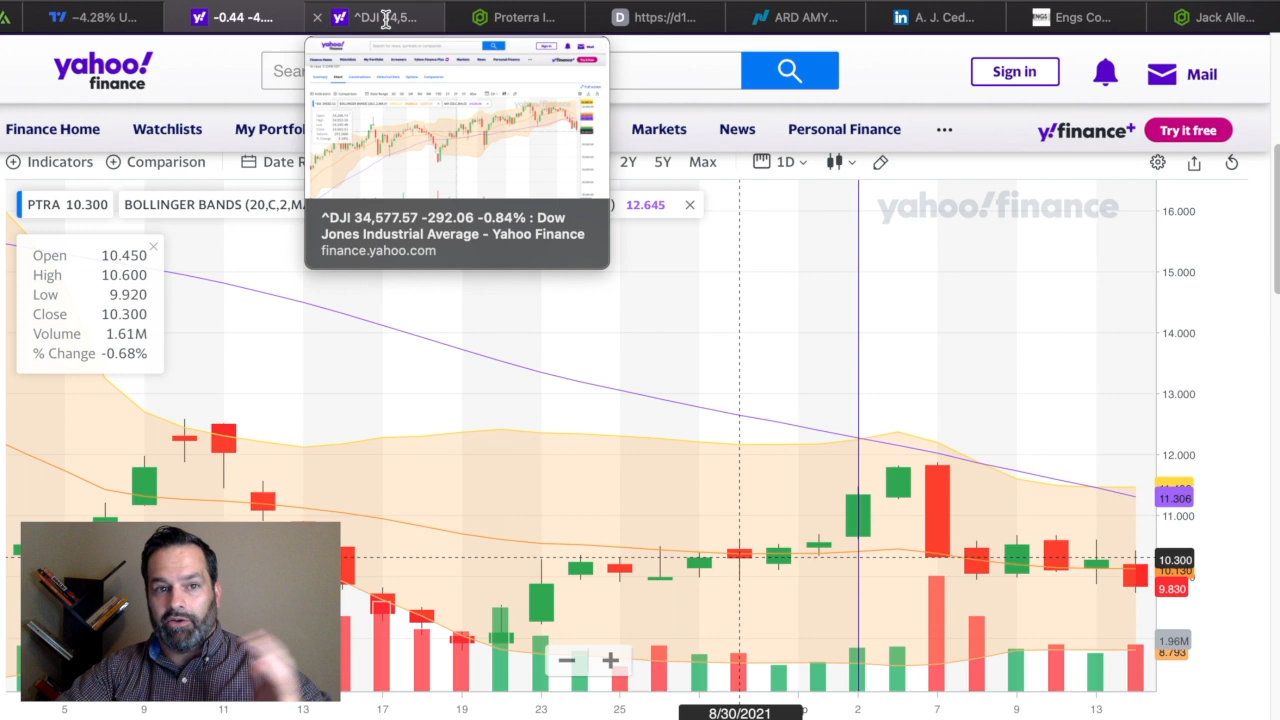 -4.28% U...
-0.44 -4....
^DJI 34,5...
Proterra I...
https://d1...
ARD AMY...
A. J. Ced...
ENGS
Engs Co...
Jack Alle...
yahoo!
finance
Sea
Sign in
Mail
Finance Home
Watchlists
My Portfol
Markets
News
Personal Finance
...
y!finance+
Try it free
Indicators
Comparison
Date R
2Y
5Y
Max
1D
PTRA 10.300
BOLLINGER BANDS (20,C,2,MA
) 12.645
yahoo!finance
^DJI 34,577.57 -292.06 -0.84% : Dow
Jones Industrial Average - Yahoo Finance
finance.yahoo.com
Open 10.450
High 10.600
Low 9.920
Close 10.300
Volume 1.61M
% Change -0.68%
16.000
15.000
14.000
13.000
12.000
11.306
11.000
10.300
10.130
9.830
1.96M
8.793
5
9
11
13
17
19
23
25
8/30/2021
2
7
9
13